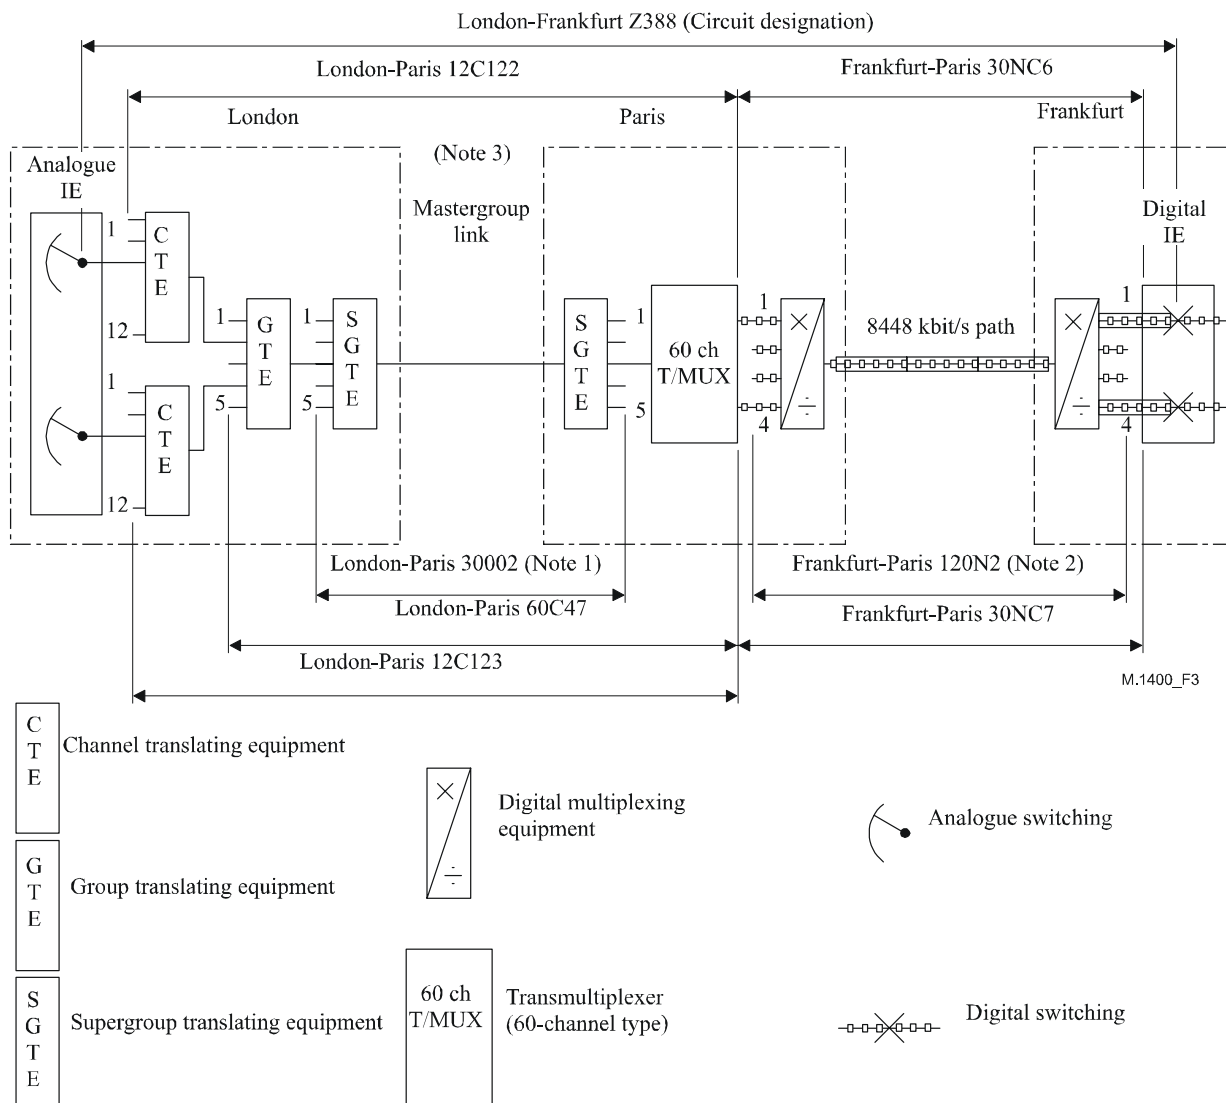 London-Frankfurt Z388 (Circuit designation)
London-Paris 12C122
Frankfurt-Paris 30NC6
London
Paris
Frankfurt
(Note 3)
Analogue
IE
Mastergroup
link
Digital
IE
1
C
T
E
12
1
C
T
E
12
1
5
G
T
E
1
5
S
G
T
E
S
G
T
E
1
5
60 ch
T/MUX
1
4
×
÷
8448 kbit/s path
×
÷
1
4
London-Paris 30002 (Note 1)
Frankfurt-Paris 120N2 (Note 2)
London-Paris 60C47
Frankfurt-Paris 30NC7
London-Paris 12C123
M.1400_F3
C
T
E
Channel translating equipment
G
T
E
Group translating equipment
S
G
T
E
Supergroup translating equipment
×
÷
Digital multiplexing
equipment
60 ch
T/MUX
Transmultiplexer
(60-channel type)
Analogue switching
Digital switching